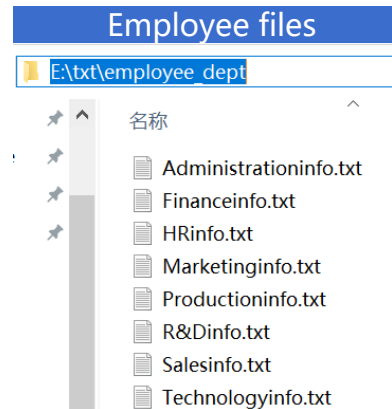 Employee files
E:\txt\employee_dept
名称
Administrationinfo.txt
Financeinfo.txt
HRinfo.txt
Marketinginfo.txt
Productioninfo.txt
R&Dinfo.txt
Salesinfo.txt
Technologyinfo.txt